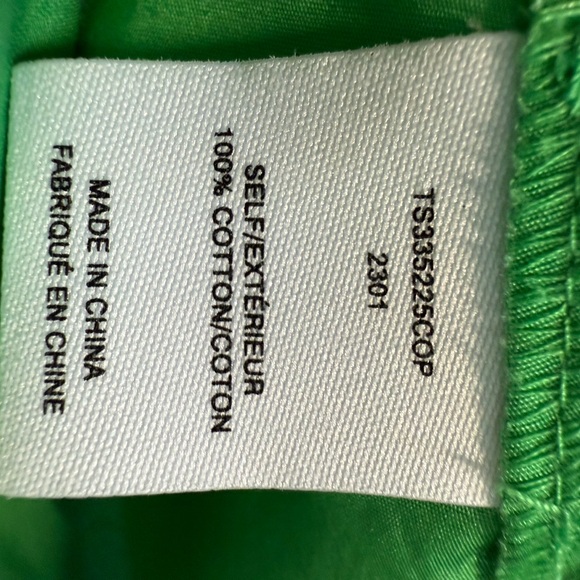 TS335225COP
2301
SELF/EXTÉRIEUR
100% COTTON/COTON
MADE IN CHINA
FABRIQUÉ EN CHINE